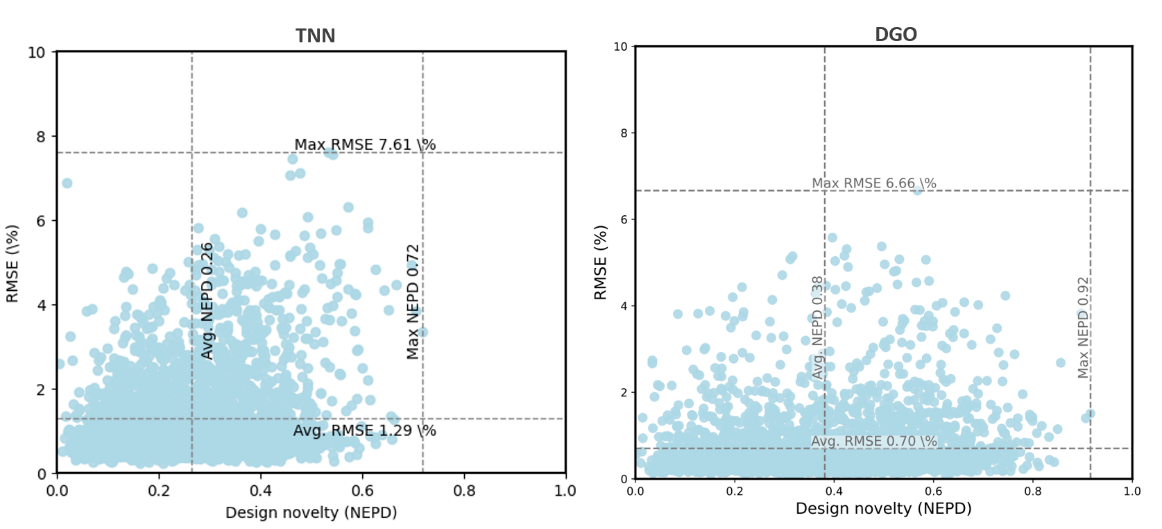 TNN
10
8
6
4
2
0
RMSE (\%)
Max RMSE 7.61 \%
Avg. NEPD 0.26
Max NEPD 0.72
Avg. RMSE 1.29 \%
0.0 0.2 0.4 0.6 0.8 1.0
Design novelty (NEPD)
DGO
10
8
6
4
2
0
RMSE (%)
Max RMSE 6.66 \%
Avg. NEPD 0.38
Max NEPD 0.92
Avg. RMSE 0.70 \%
0.0 0.2 0.4 0.6 0.8 1.0
Design novelty (NEPD)